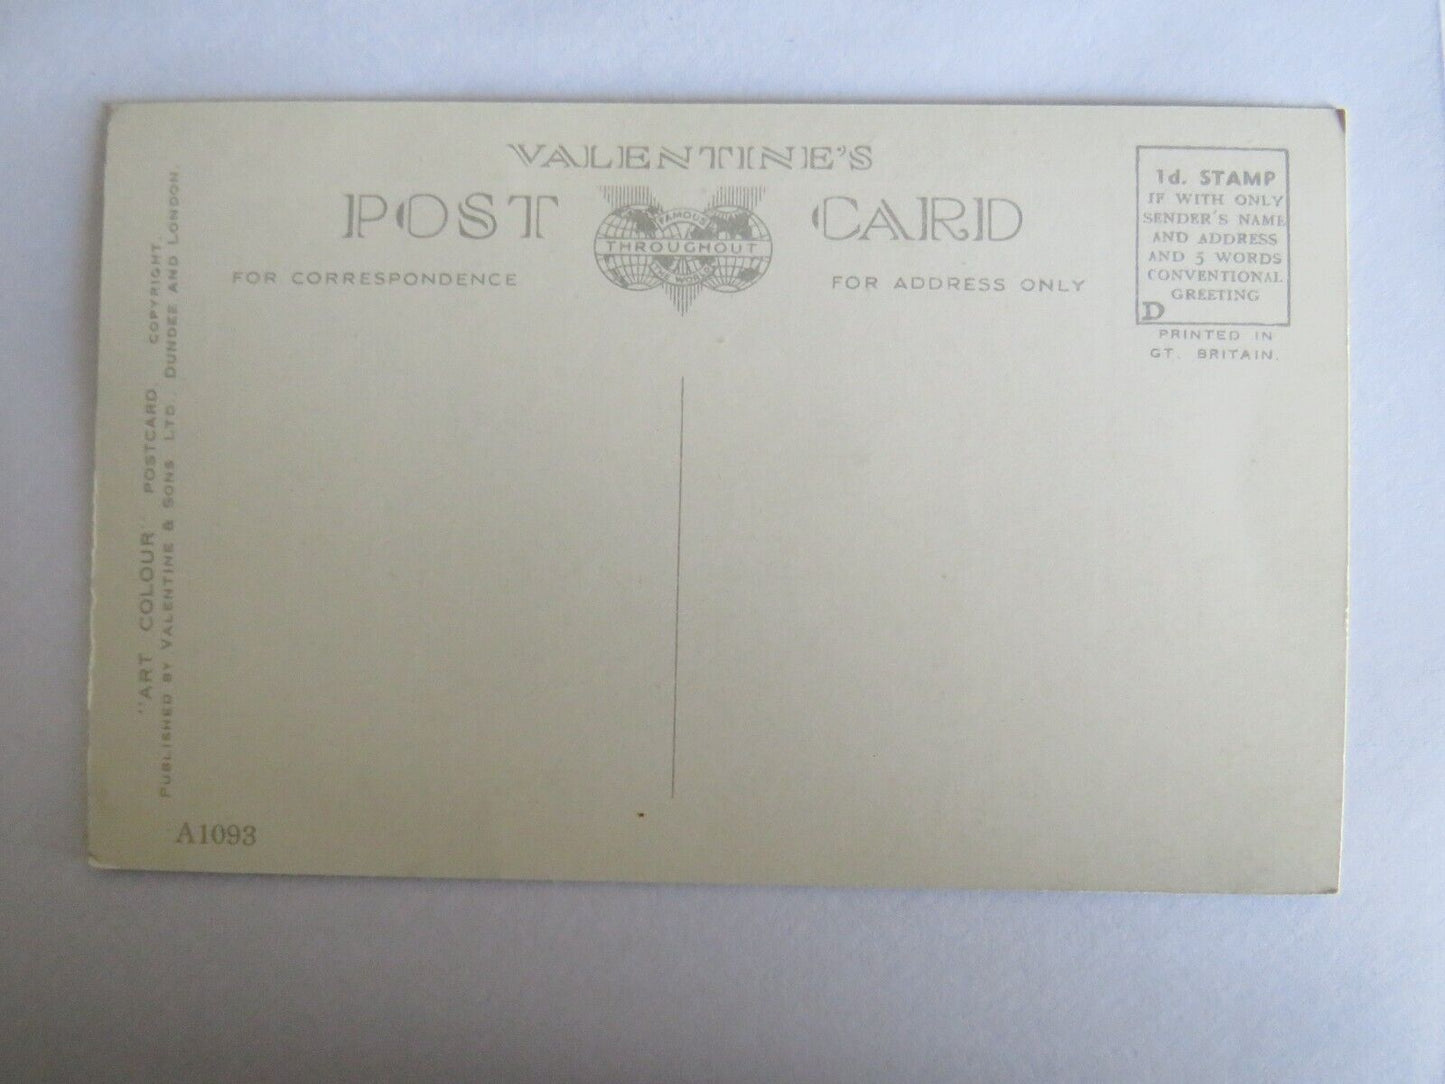 VALENTINE'S
POST CARD
FAMOUS
THROUGHOUT
THE WORLD
FOR CORRESPONDENCE
FOR ADDRESS ONLY
1d. STAMP
IF WITH ONLY
SENDER'S NAME
AND ADDRESS
AND 5 WORDS
CONVENTIONAL
GREETING
D
PRINTED IN
GT. BRITAIN.
"ART COLOUR" POSTCARD. COPYRIGHT.
PUBLISHED BY VALENTINE & SONS LTD. DUNDEE AND LONDON.
A1093